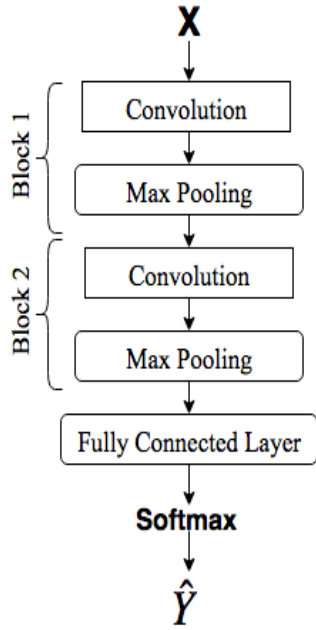 X
Block 1
Convolution
Max Pooling
Block 2
Convolution
Max Pooling
Fully Connected Layer
Softmax
Ŷ